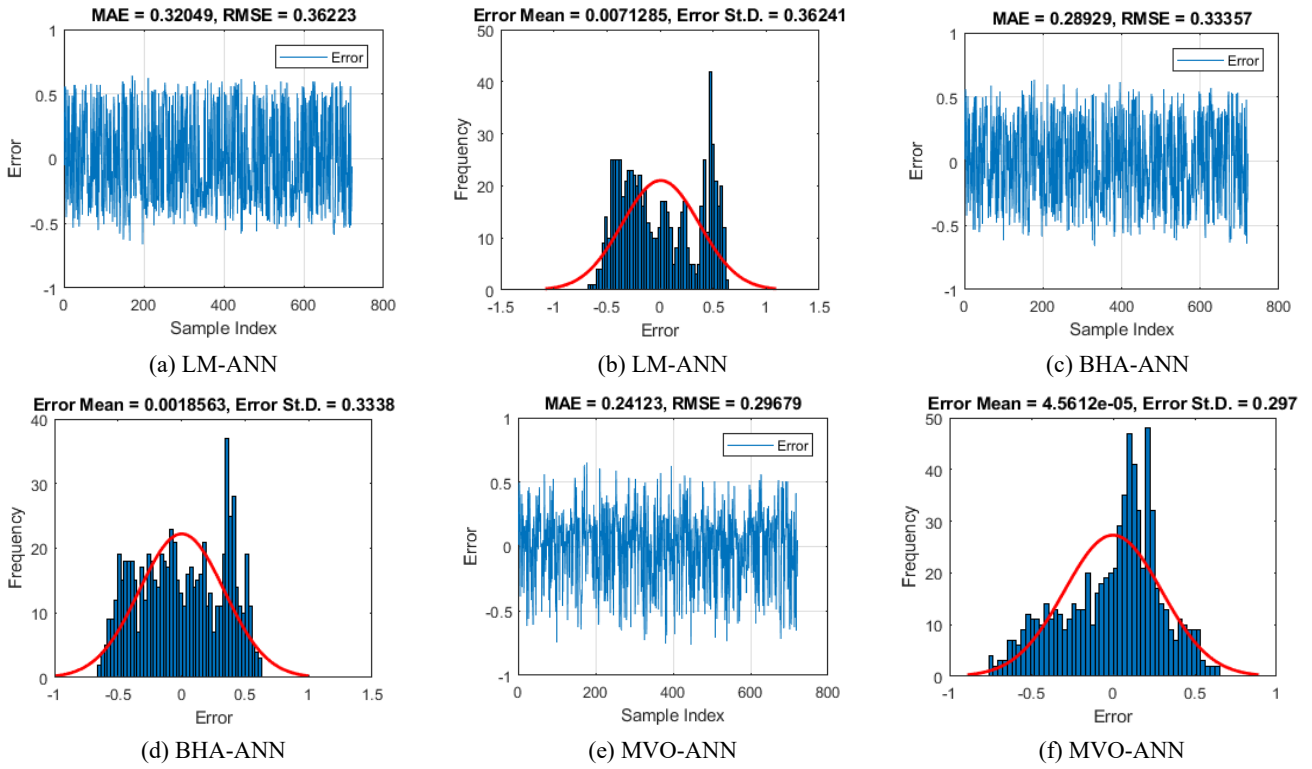 MAE = 0.32049, RMSE = 0.36223
1
0.5
0
-0.5
-1
Error
Error
0
200
400
600
800
Sample Index
(a) LM-ANN
Error Mean = 0.0071285, Error St.D. = 0.36241
50
40
30
20
10
0
Frequency
-1.5
-1
-0.5
0
0.5
1
1.5
Error
(b) LM-ANN
MAE = 0.28929, RMSE = 0.33357
1
0.5
0
-0.5
-1
Error
Error
0
200
400
600
800
Sample Index
(c) BHA-ANN
Error Mean = 0.0018563, Error St.D. = 0.3338
40
30
20
10
0
Frequency
-1
-0.5
0
0.5
1
1.5
Error
(d) BHA-ANN
MAE = 0.24123, RMSE = 0.29679
1
0.5
0
-0.5
-1
Error
Error
0
200
400
600
800
Sample Index
(e) MVO-ANN
Error Mean = 4.5612e-05, Error St.D. = 0.297
50
40
30
20
10
0
Frequency
-1
-0.5
0
0.5
1
Error
(f) MVO-ANN